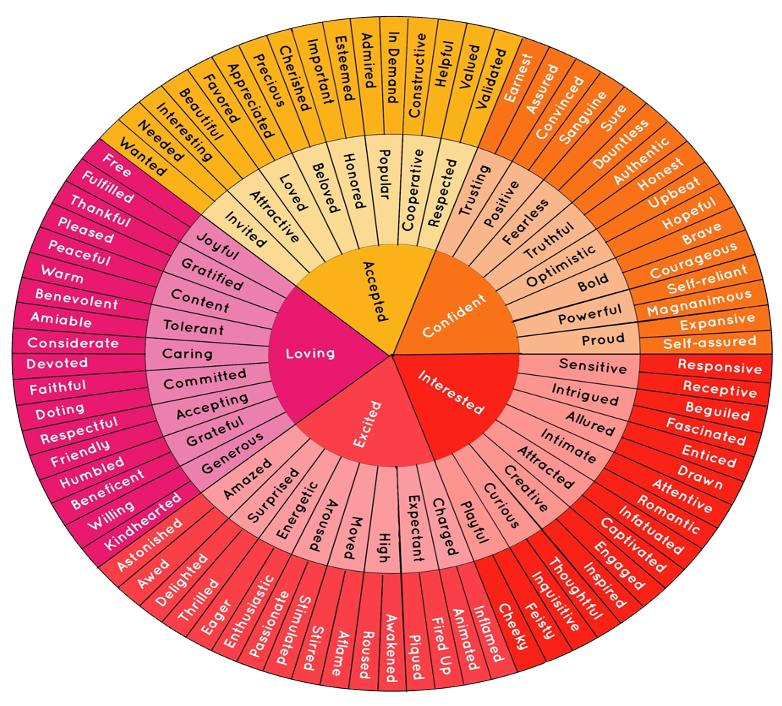 Accepted
Confident
Interested
Excited
Loving
Invited
Attractive
Loved
Beloved
Honored
Popular
Cooperative
Respected
Trusting
Positive
Fearless
Truthful
Optimistic
Bold
Powerful
Proud
Sensitive
Intrigued
Allured
Intimate
Attracted
Creative
Curious
Playful
Charged
Expectant
High
Moved
Aroused
Energetic
Surprised
Amazed
Generous
Grateful
Accepting
Committed
Caring
Tolerant
Content
Gratified
Joyful
Wanted
Needed
Interesting
Beautiful
Favored
Appreciated
Precious
Cherished
Important
Esteemed
Admired
In Demand
Constructive
Helpful
Valued
Validated
Earnest
Assured
Convinced
Sanguine
Sure
Dauntless
Authentic
Honest
Upbeat
Hopeful
Brave
Courageous
Self-reliant
Magnanimous
Expansive
Self-assured
Responsive
Receptive
Beguiled
Fascinated
Enticed
Drawn
Attentive
Romantic
Infatuated
Captivated
Engaged
Inspired
Thoughtful
Inquisitive
Feisty
Cheeky
Inflamed
Animated
Fired Up
Piqued
Awakened
Roused
Aflame
Stirred
Stimulated
Passionate
Enthusiastic
Eager
Thrilled
Delighted
Awed
Astonished
Kindhearted
Willing
Beneficent
Humbled
Friendly
Respectful
Doting
Faithful
Devoted
Considerate
Amiable
Benevolent
Warm
Peaceful
Pleased
Thankful
Fulfilled
Free